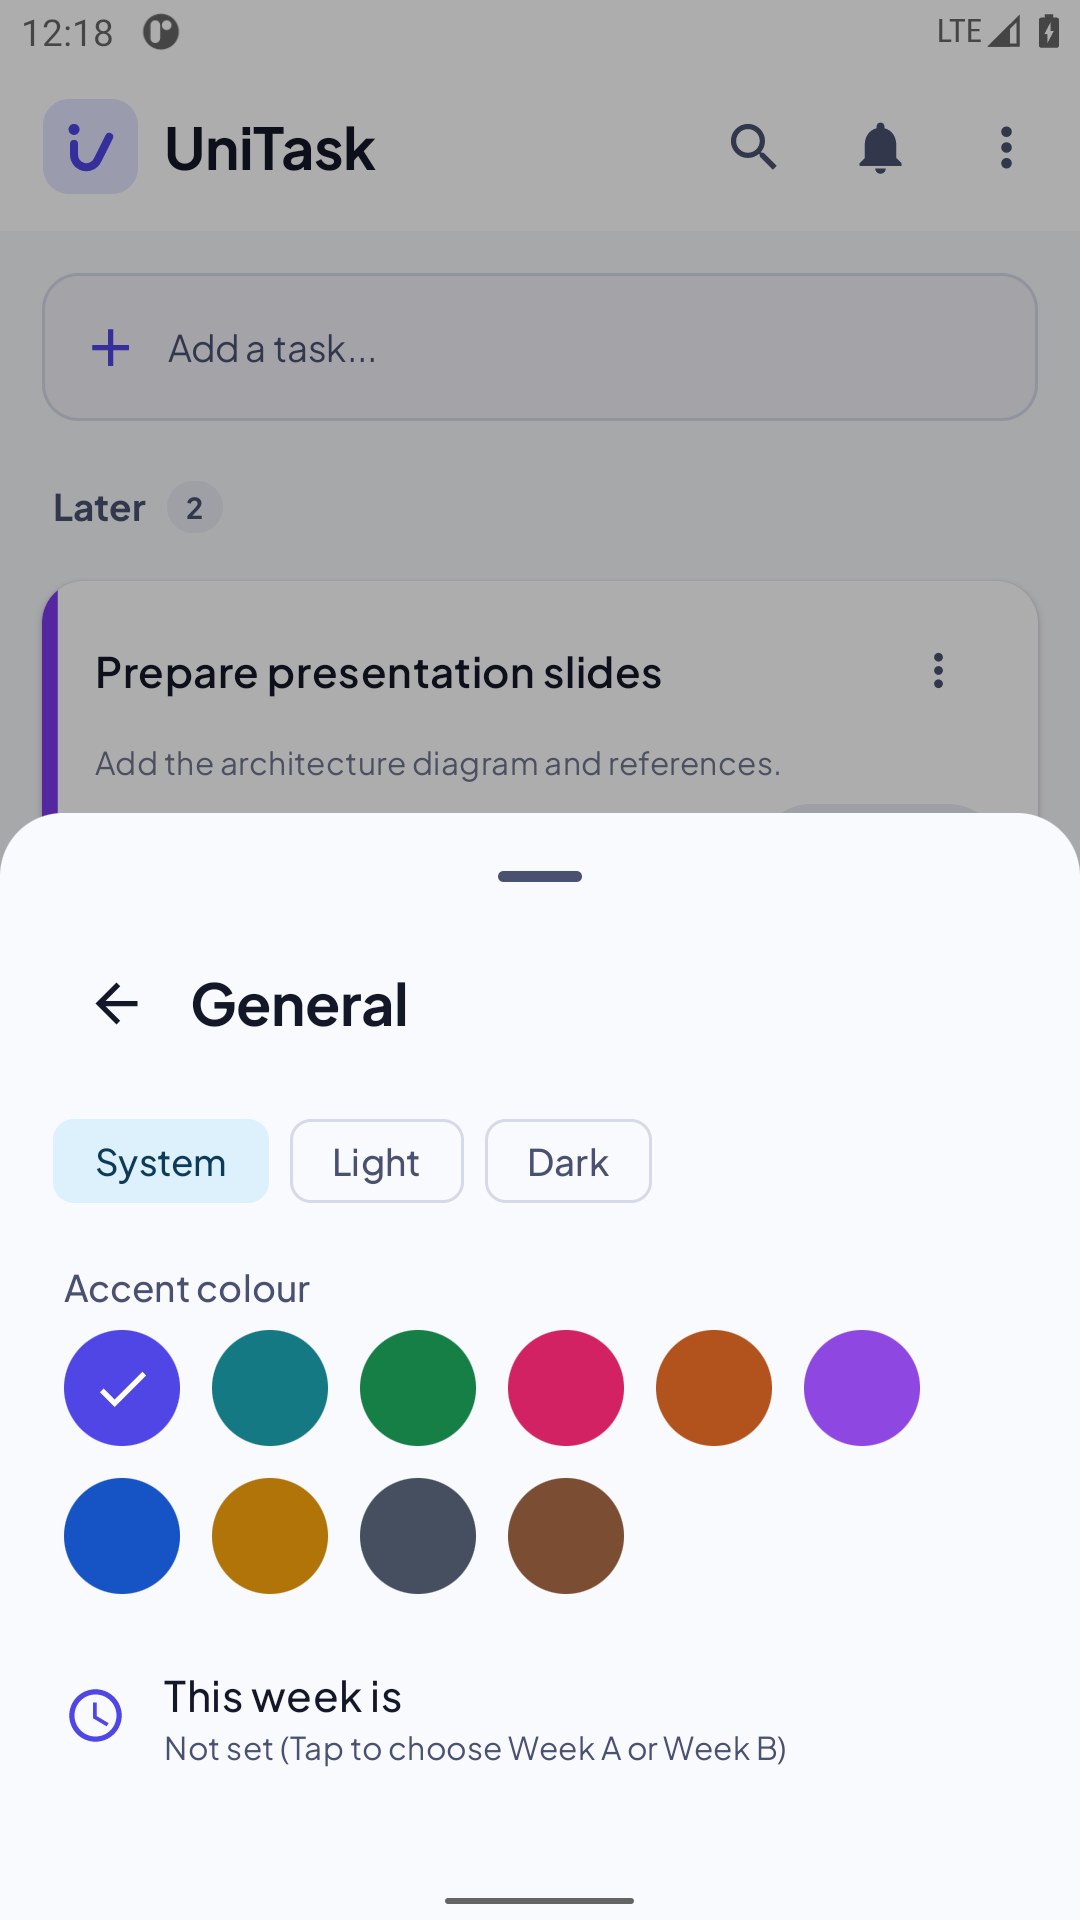 12:18
LTE
UniTask
Add a task...
Later 2
Prepare presentation slides
Add the architecture diagram and references.
General
System Light Dark
Accent colour
This week is
Not set (Tap to choose Week A or Week B)